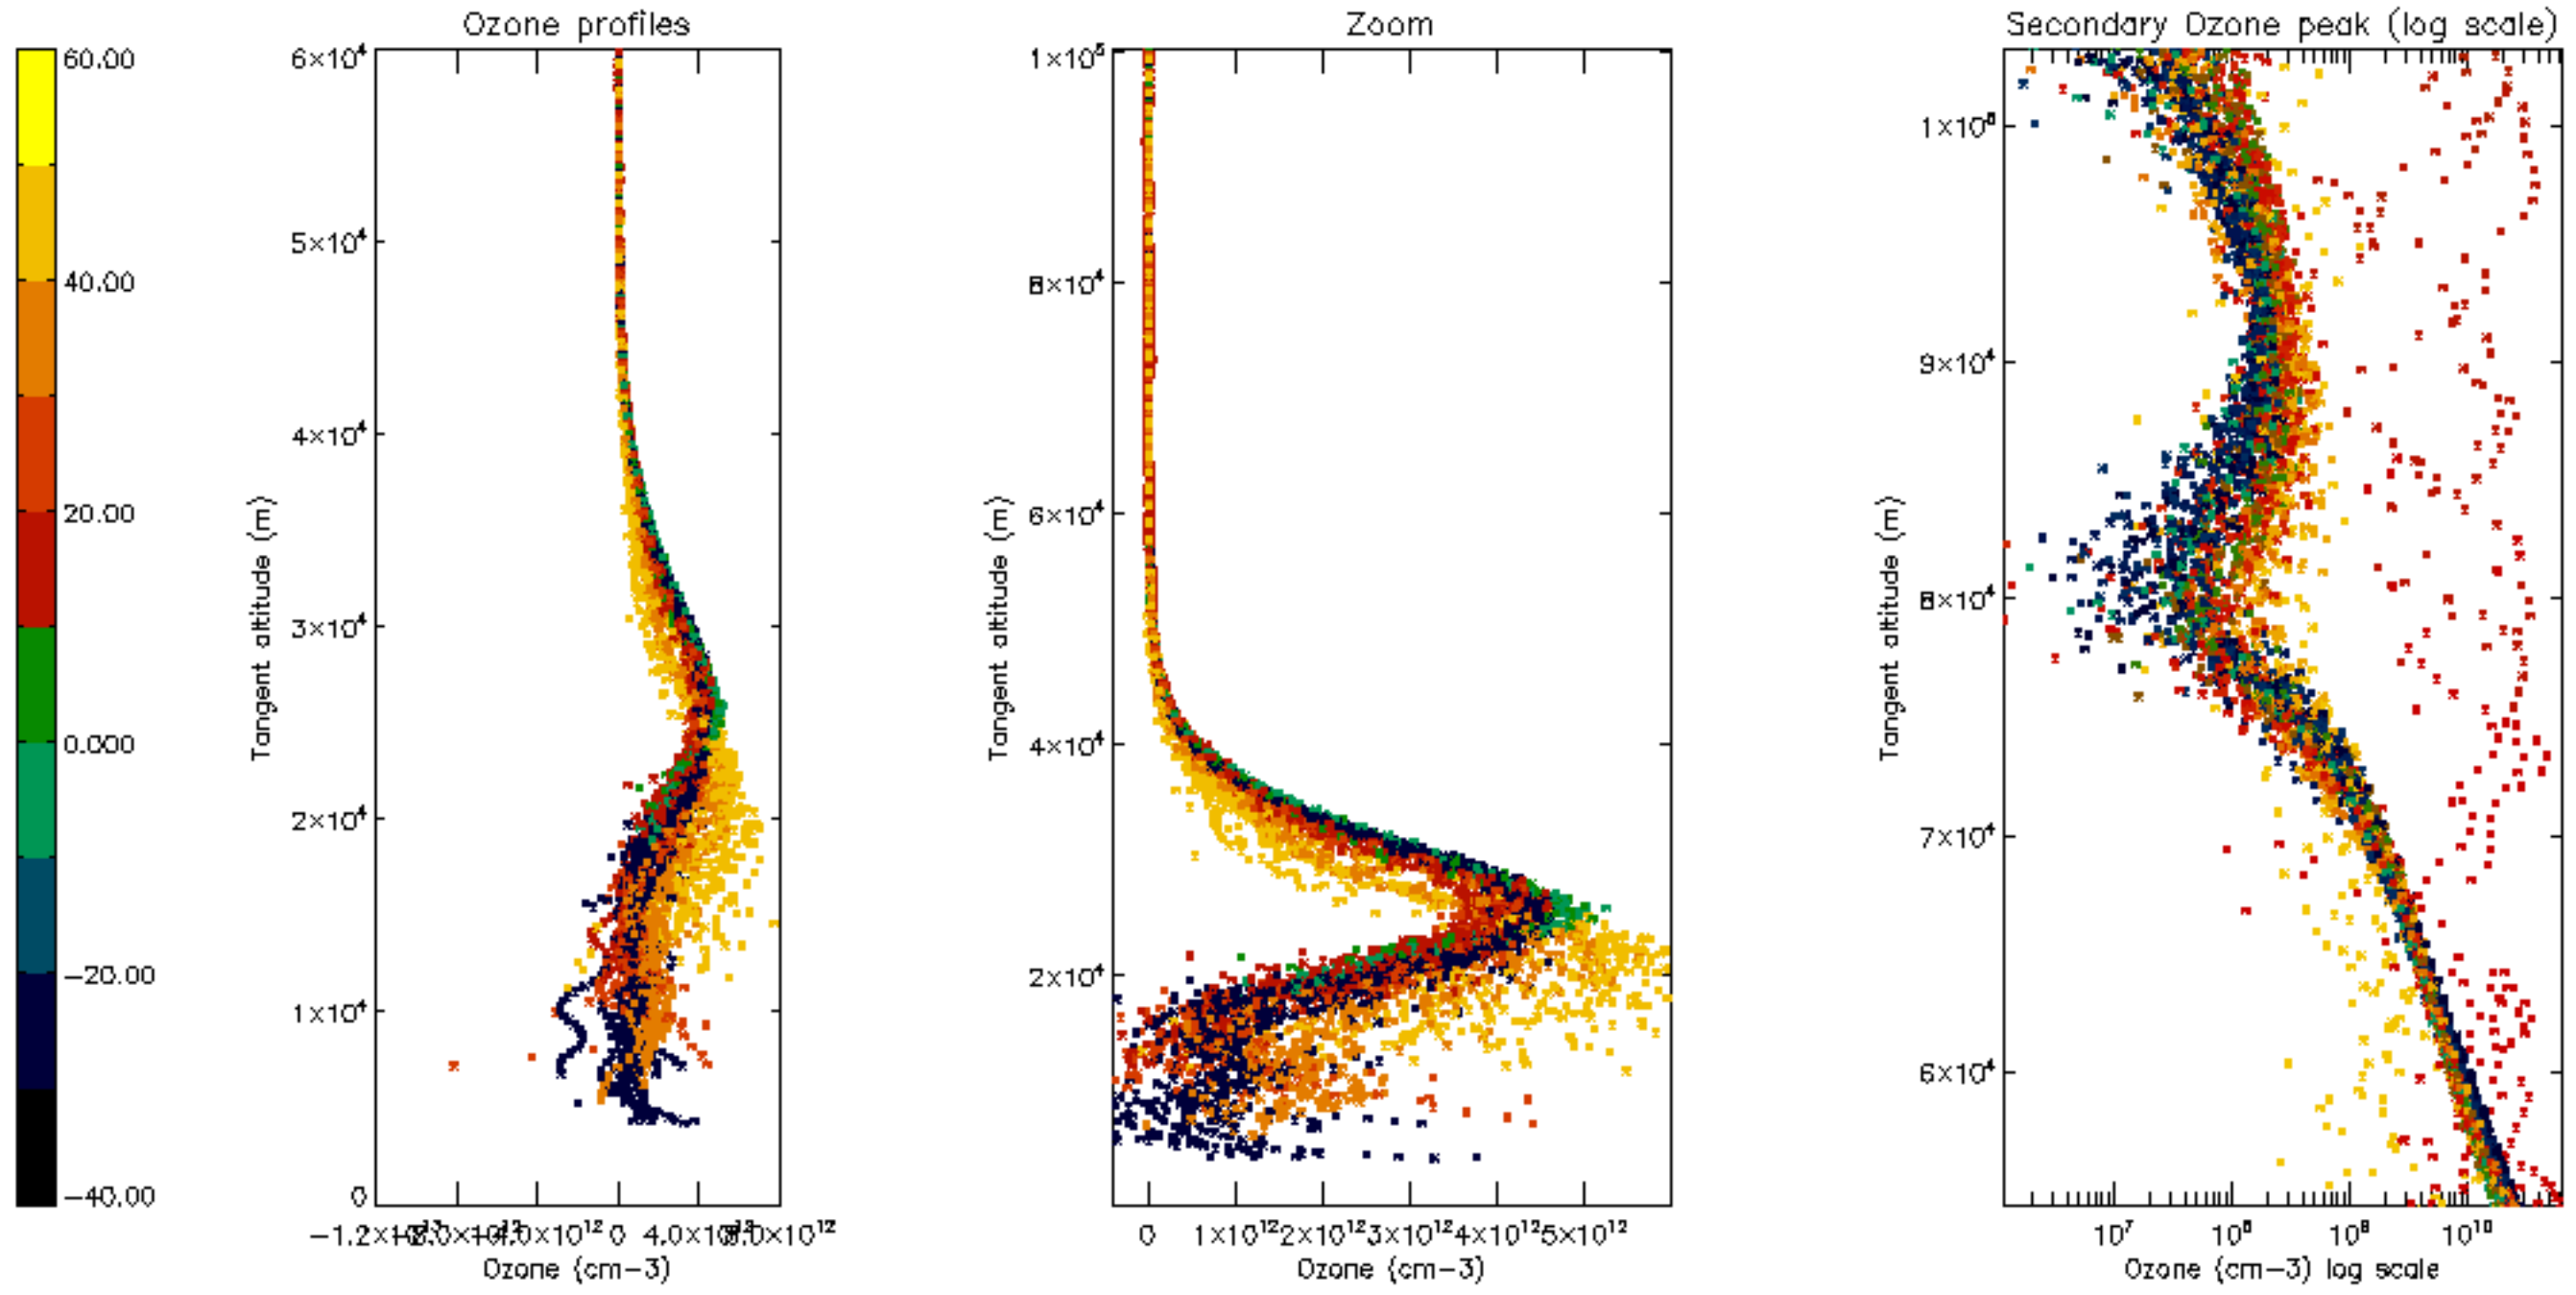 Ozone profiles
Zoom
Secondary Ozone peak (log scale)
60.00
40.00
20.00
0.000
−20.00
−40.00
6×10⁴
5×10⁴
4×10⁴
3×10⁴
2×10⁴
1×10⁴
0
Tangent altitude (m)
4.0×10¹² 0
Ozone (cm−3)
1×10⁵
8×10⁴
6×10⁴
4×10⁴
2×10⁴
Tangent altitude (m)
0 1×10¹² 2×10¹² 3×10¹² 4×10¹² 5×10¹²
Ozone (cm−3)
1×10⁵
9×10⁴
8×10⁴
7×10⁴
6×10⁴
Tangent altitude (m)
10⁷ 10⁸ 10⁹ 10¹⁰
Ozone (cm−3) log scale